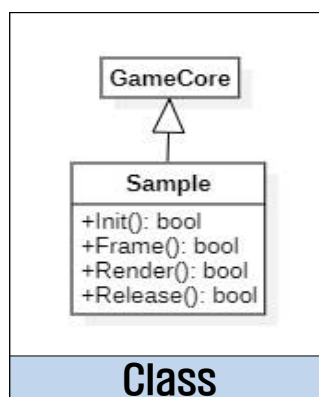 GameCore
Sample
+Init(): bool
+Frame(): bool
+Render(): bool
+Release(): bool
Class